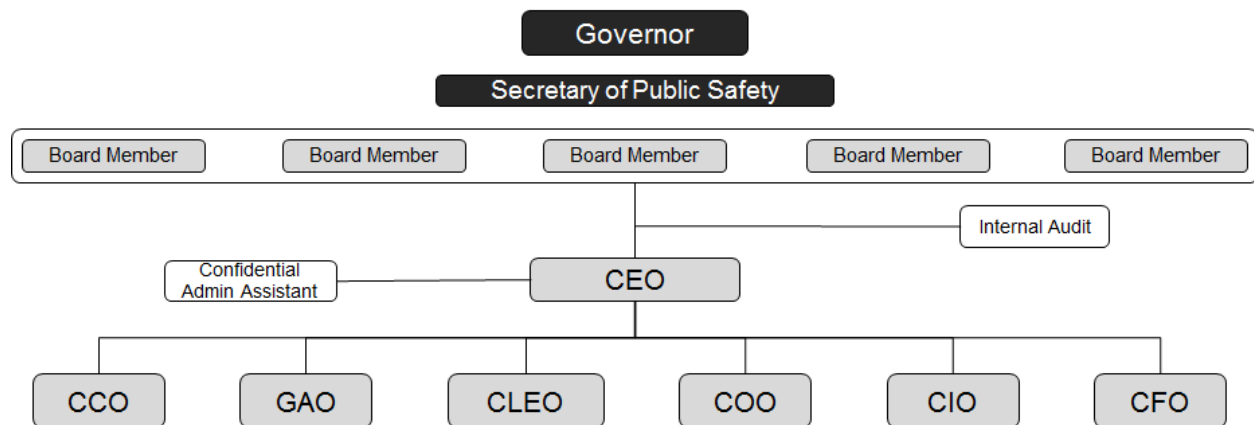 Governor
Secretary of Public Safety
Board Member
Board Member
Board Member
Board Member
Board Member
Internal Audit
Confidential
Admin Assistant
CEO
CCO
GAO
CLEO
COO
CIO
CFO